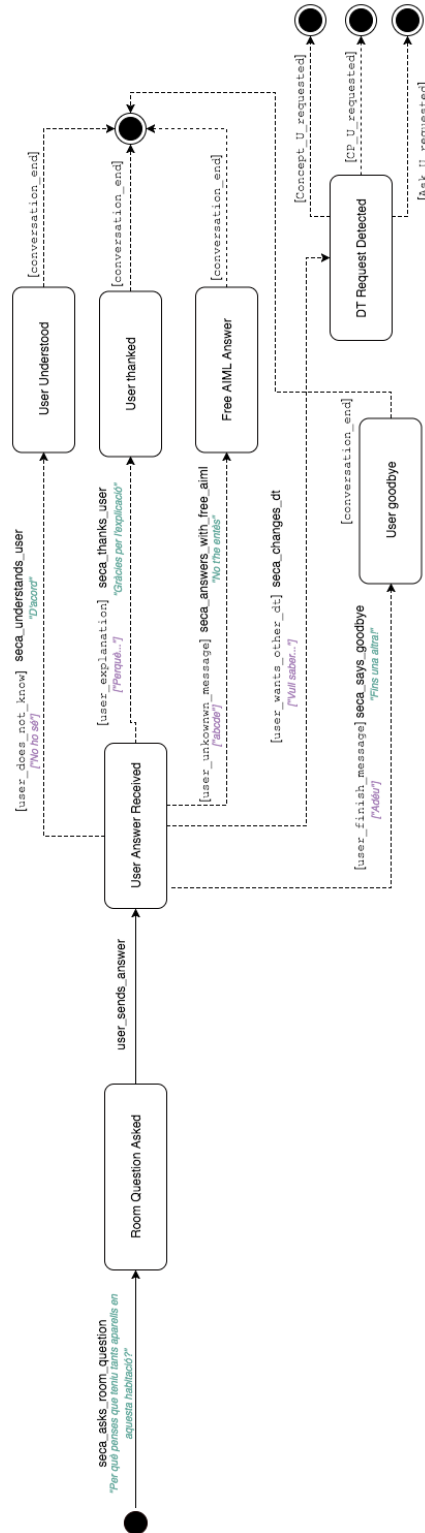 seca_asks_room_question
"Per què penses que teniu tants aparells en
aquesta habitació?"
Room Question Asked
user_sends_answer
User Answer Received
[user_does_not_know] seca_understands_user
["No ho sé"]
"D'acord"
User Understood
[conversation_end]
[user_explanation] seca_thanks_user
["Perquè..."]
"Gràcies per l'explicació"
User thanked
[conversation_end]
[user_unkownwn_message] seca_answers_with_free_aiml
["abcde"]
"No t'he entès"
Free AIML Answer
[conversation_end]
[user_wants_other_dt] seca_changes_dt
["Vull saber..."]
DT Request Detected
[Concept_U_requested]
[CP_U_requested]
[Ask_U_requested]
[user_finish_message] seca_says_goodbye
["Adéu"]
"Fins una altra!"
User goodbye
[conversation_end]